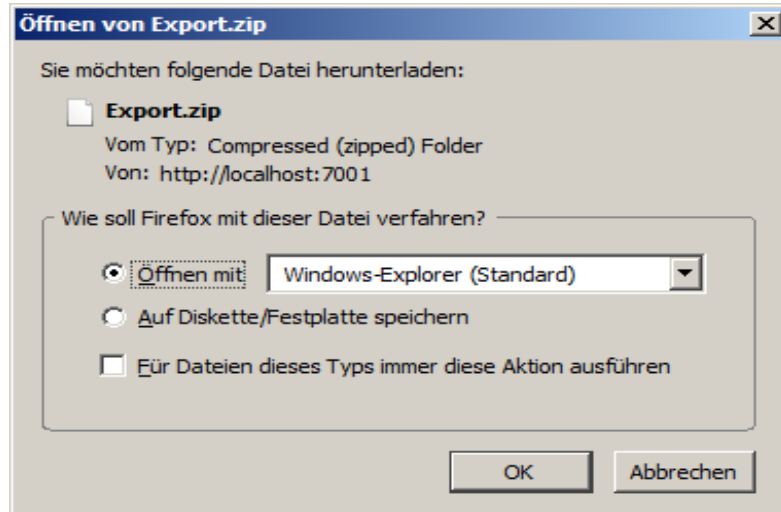 Öffnen von Export.zip
Sie möchten folgende Datei herunterladen:
Export.zip
Vom Typ: Compressed (zipped) Folder
Von: http://localhost:7001
Wie soll Firefox mit dieser Datei verfahren?
Öffnen mit Windows-Explorer (Standard)
Auf Diskette/Festplatte speichern
Für Dateien dieses Typs immer diese Aktion ausführen
OK Abbrechen